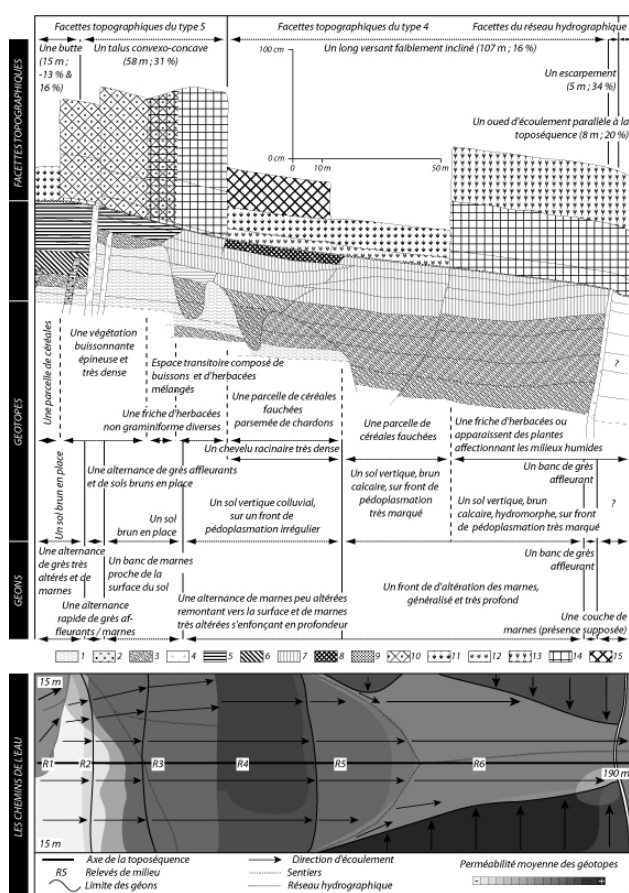 Facettes topographiques du type 5
Facettes topographiques du type 4
Facettes du réseau hydrographique
Une butte
(15 m ;
-13 % &
16 %)
Un talus convexo-concave
(58 m ; 31 %)
100 cm
Un long versant faiblement incliné (107 m ; 16 %)
Un escarpement
(5 m ; 34 %)
Un oued d'écoulement parallèle à la
toposéquence (8 m ; 20 %)
0 cm
0
10 m
50 m
FACETTES TOPOGRAPHIQUES
GÉOTOPES
Une parcelle de céréales
Une végétation
buissonnante
épineuse et
très dense
Espace transitoire composé de
buissons et d'herbacées
mélangés
Une friche d'herbacées
non graminiforme diverses
Une parcelle de céréales
fauchées
parsemée de chardons
Un chevelu racinaire très dense
Une parcelle de
céréales fauchées
Une friche d'herbacées ou
apparaissent des plantes
affectionnant les milieux humides
?
Un sol brun en place
Une alternance de grès affleurants
et de sols bruns en place
Un sol
brun en place
Un sol vertical colluvial,
sur un front de
pédoplasmation irrégulier
Un sol vertique, brun
calcaire, sur front de
pédoplasmation
très marqué
Un banc de grès
affleurant
Un sol vertique, brun
calcaire, hydromorphe, sur front
de pédoplasmation très marqué
?
GEONS
Une alternance
de grès très
altérés et de
marnes
Une alternance
rapide de grès af-
fleurants / marnes
Un banc de marnes
proche de la
surface du sol
Une alternance de marnes peu altérées
remontant vers la surface et de marnes
très altérées s'enfonçant en profondeur
Un front de d'altération des marnes,
généralisé et très profond
Un banc de grès
affleurant
Une couche de
marnes (présence supposée)
1 2 3 4 5 6 7 8 9 10 11 12 13 14 15
LES CHEMINS DE L'EAU
15 m
R1 R2 R3 R4 R5 R6
190 m
15 m
Axe de la toposéquence
R5 Relevés de milieu
Limite des géons
Direction d'écoulement
Sentiers
Réseau hydrographique
Perméabilité moyenne des géotopes
- +